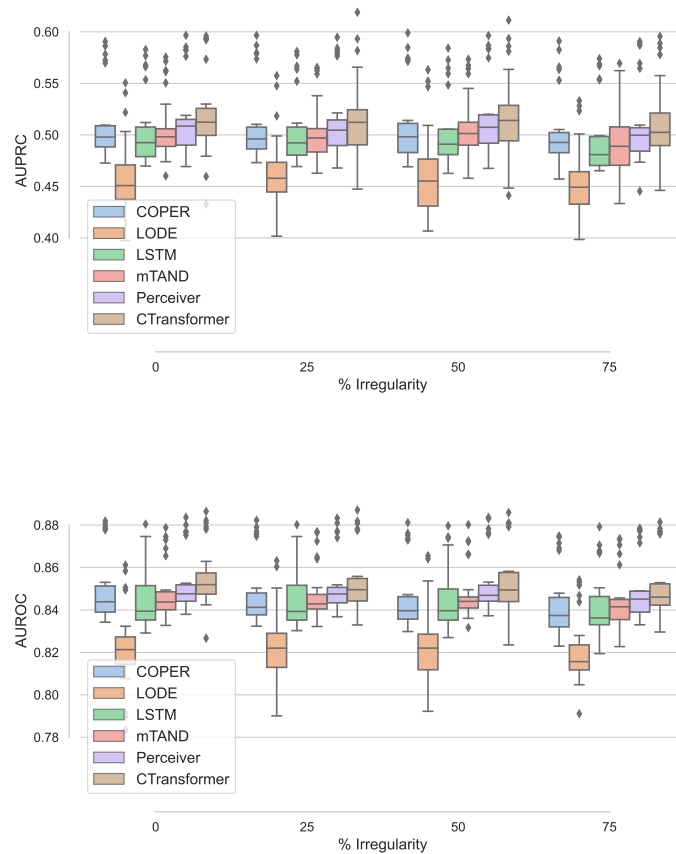 0.60
0.55
0.50
0.45
0.40
AUPRC
COPER
LODE
LSTM
mTAND
Perceiver
CTransformer
0 25 50 75
% Irregularity
0.88
0.86
0.84
0.82
0.80
0.78
AUROC
COPER
LODE
LSTM
mTAND
Perceiver
CTransformer
0 25 50 75
% Irregularity